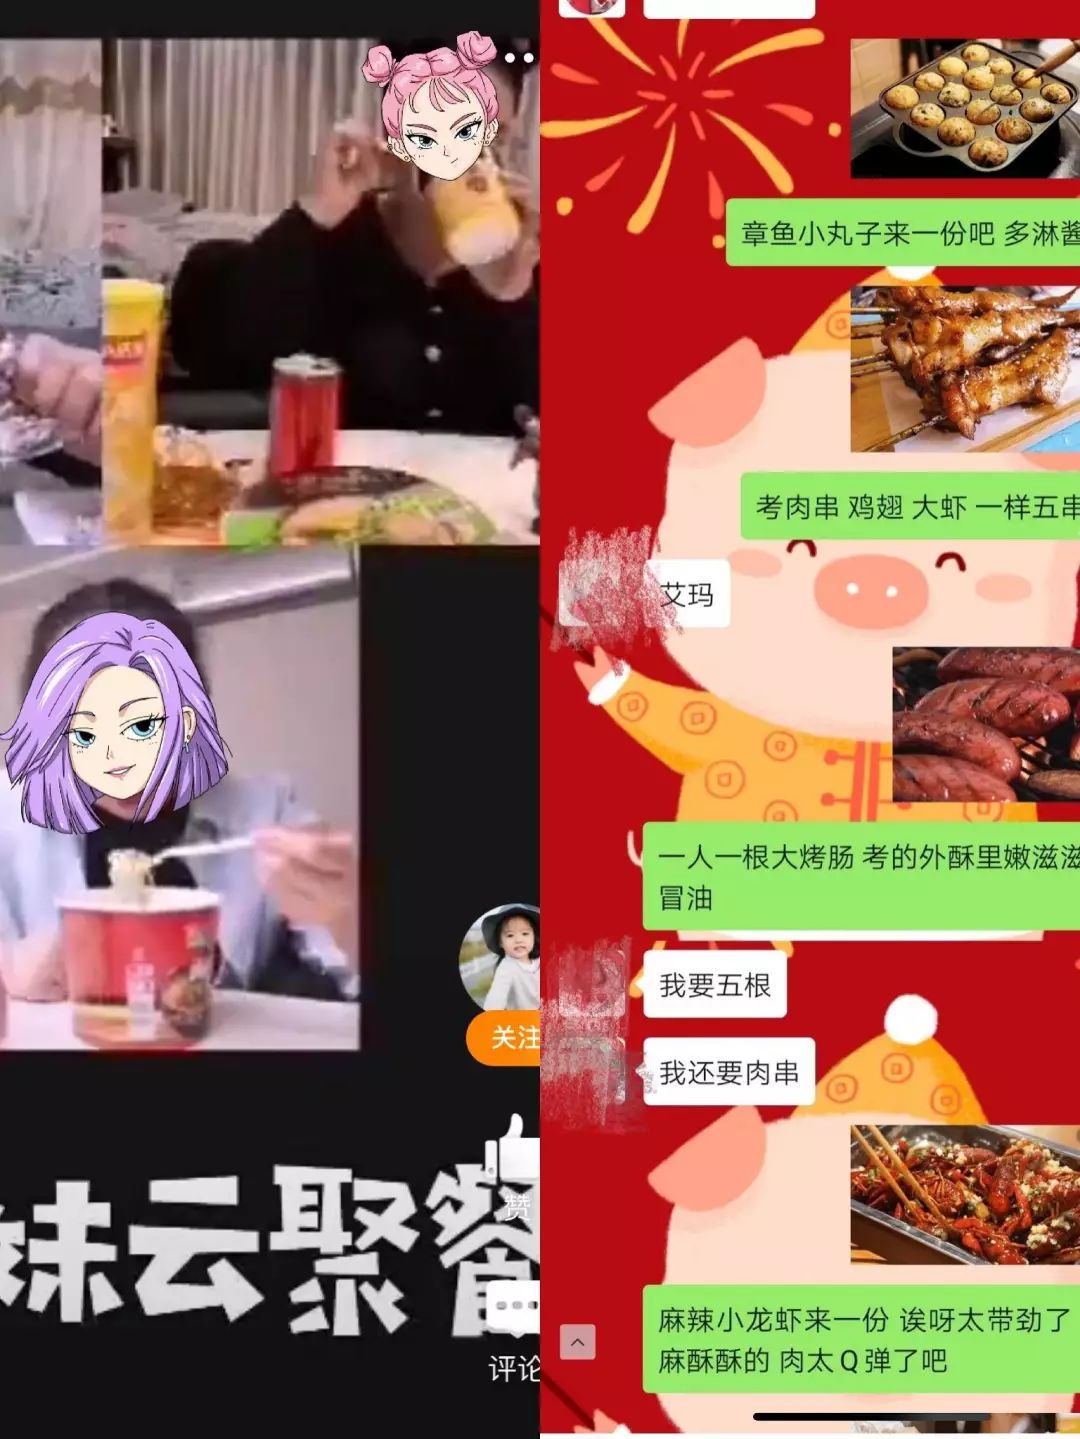 关注
赞
妹云聚餐
评论
章鱼小丸子来一份吧 多淋酱
考肉串 鸡翅 大虾 一样五串
艾玛
一人一根大烤肠 考的外酥里嫩滋滋
冒油
我要五根
我还要肉串
麻辣小龙虾来一份 诶呀太带劲了
麻酥酥的 肉太Q弹了吧